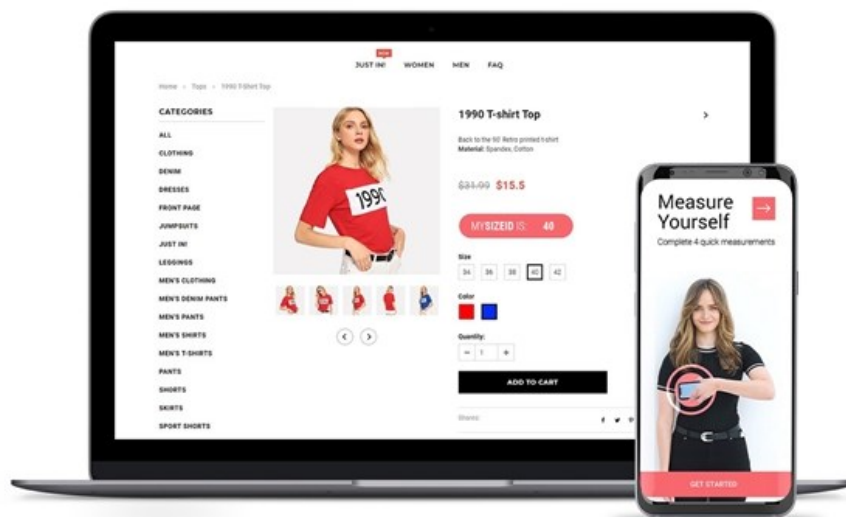 NEW
JUST IN! WOMEN MEN FAQ
Home > Tops > 1990 T-Shirt Top
CATEGORIES
ALL
CLOTHING
DENIM
DRESSES
FRONT PAGE
JUMPSUITS
JUST IN!
LEGGINGS
MEN'S CLOTHING
MEN'S DENIM PANTS
MEN'S PANTS
MEN'S SHIRTS
MEN'S T-SHIRTS
PANTS
SHORTS
SKIRTS
SPORT SHORTS
1990
1990 T-shirt Top
Back to the 90' Retro printed t-shirt
Material: Spandex, Cotton
$31.99 $15.5
MYSIZEID IS: 40
Size
34 36 38 40 42
Color
Quantity:
1
ADD TO CART
Shares:
Measure
Yourself
Complete 4 quick measurements
GET STARTED